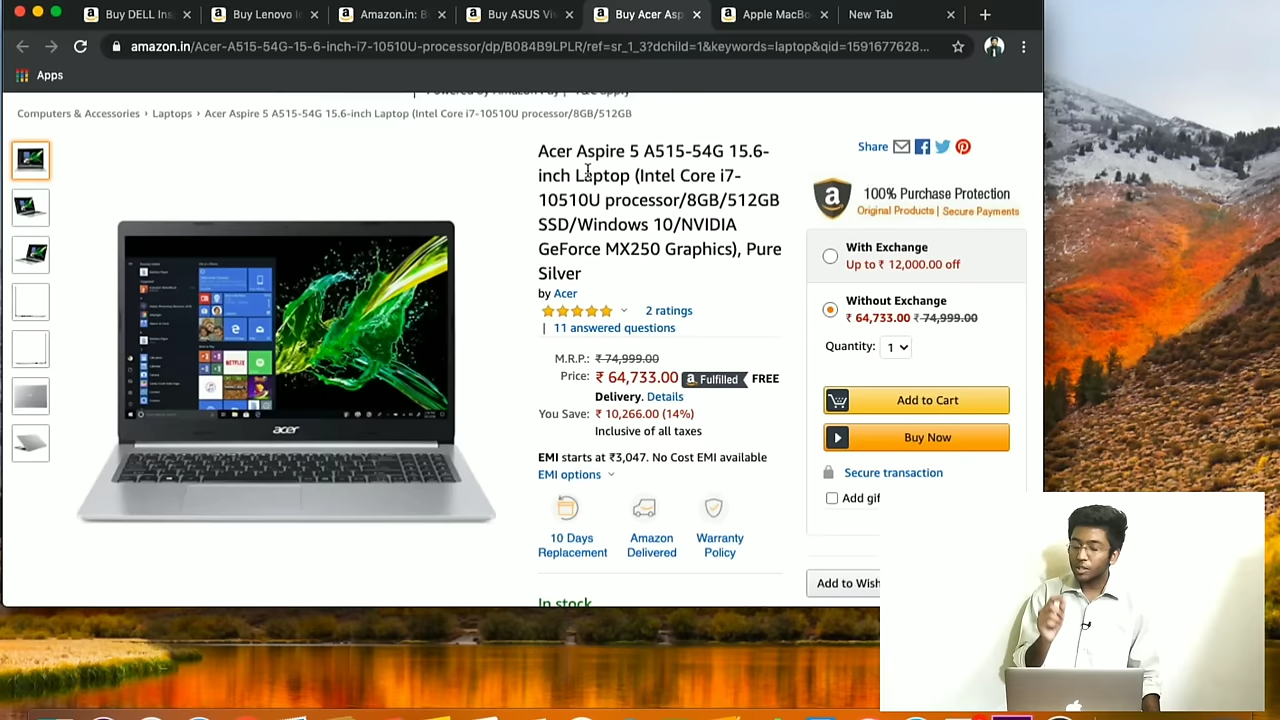 Buy DELL Ins
Buy Lenovo I
Amazon.in: B
Buy ASUS Viv
Buy Acer Asp
Apple MacBo
New Tab
amazon.in/Acer-A515-54G-15-6-inch-i7-10510U-processor/dp/B084B9LPLR/ref=sr_1_3?dchild=1&keywords=laptop&qid=1591677628...
Apps
Powered by Amazon Pay | T&C apply
Computers & Accessories › Laptops › Acer Aspire 5 A515-54G 15.6-inch Laptop (Intel Core i7-10510U processor/8GB/512GB
Acer Aspire 5 A515-54G 15.6-
inch Laptop (Intel Core i7-
10510U processor/8GB/512GB
SSD/Windows 10/NVIDIA
GeForce MX250 Graphics), Pure
Silver
by Acer
2 ratings
| 11 answered questions
M.R.P.: ₹ 74,999.00
Price: ₹ 64,733.00 a Fulfilled FREE
Delivery. Details
You Save: ₹ 10,266.00 (14%)
Inclusive of all taxes
EMI starts at ₹3,047. No Cost EMI available
EMI options
10 Days
Replacement
Amazon
Delivered
Warranty
Policy
In stock
Share
100% Purchase Protection
Original Products | Secure Payments
With Exchange
Up to ₹ 12,000.00 off
Without Exchange
₹ 64,733.00 ₹ 74,999.00
Quantity: 1
Add to Cart
Buy Now
Secure transaction
Add gif
Add to Wish
acer
NETFLIX